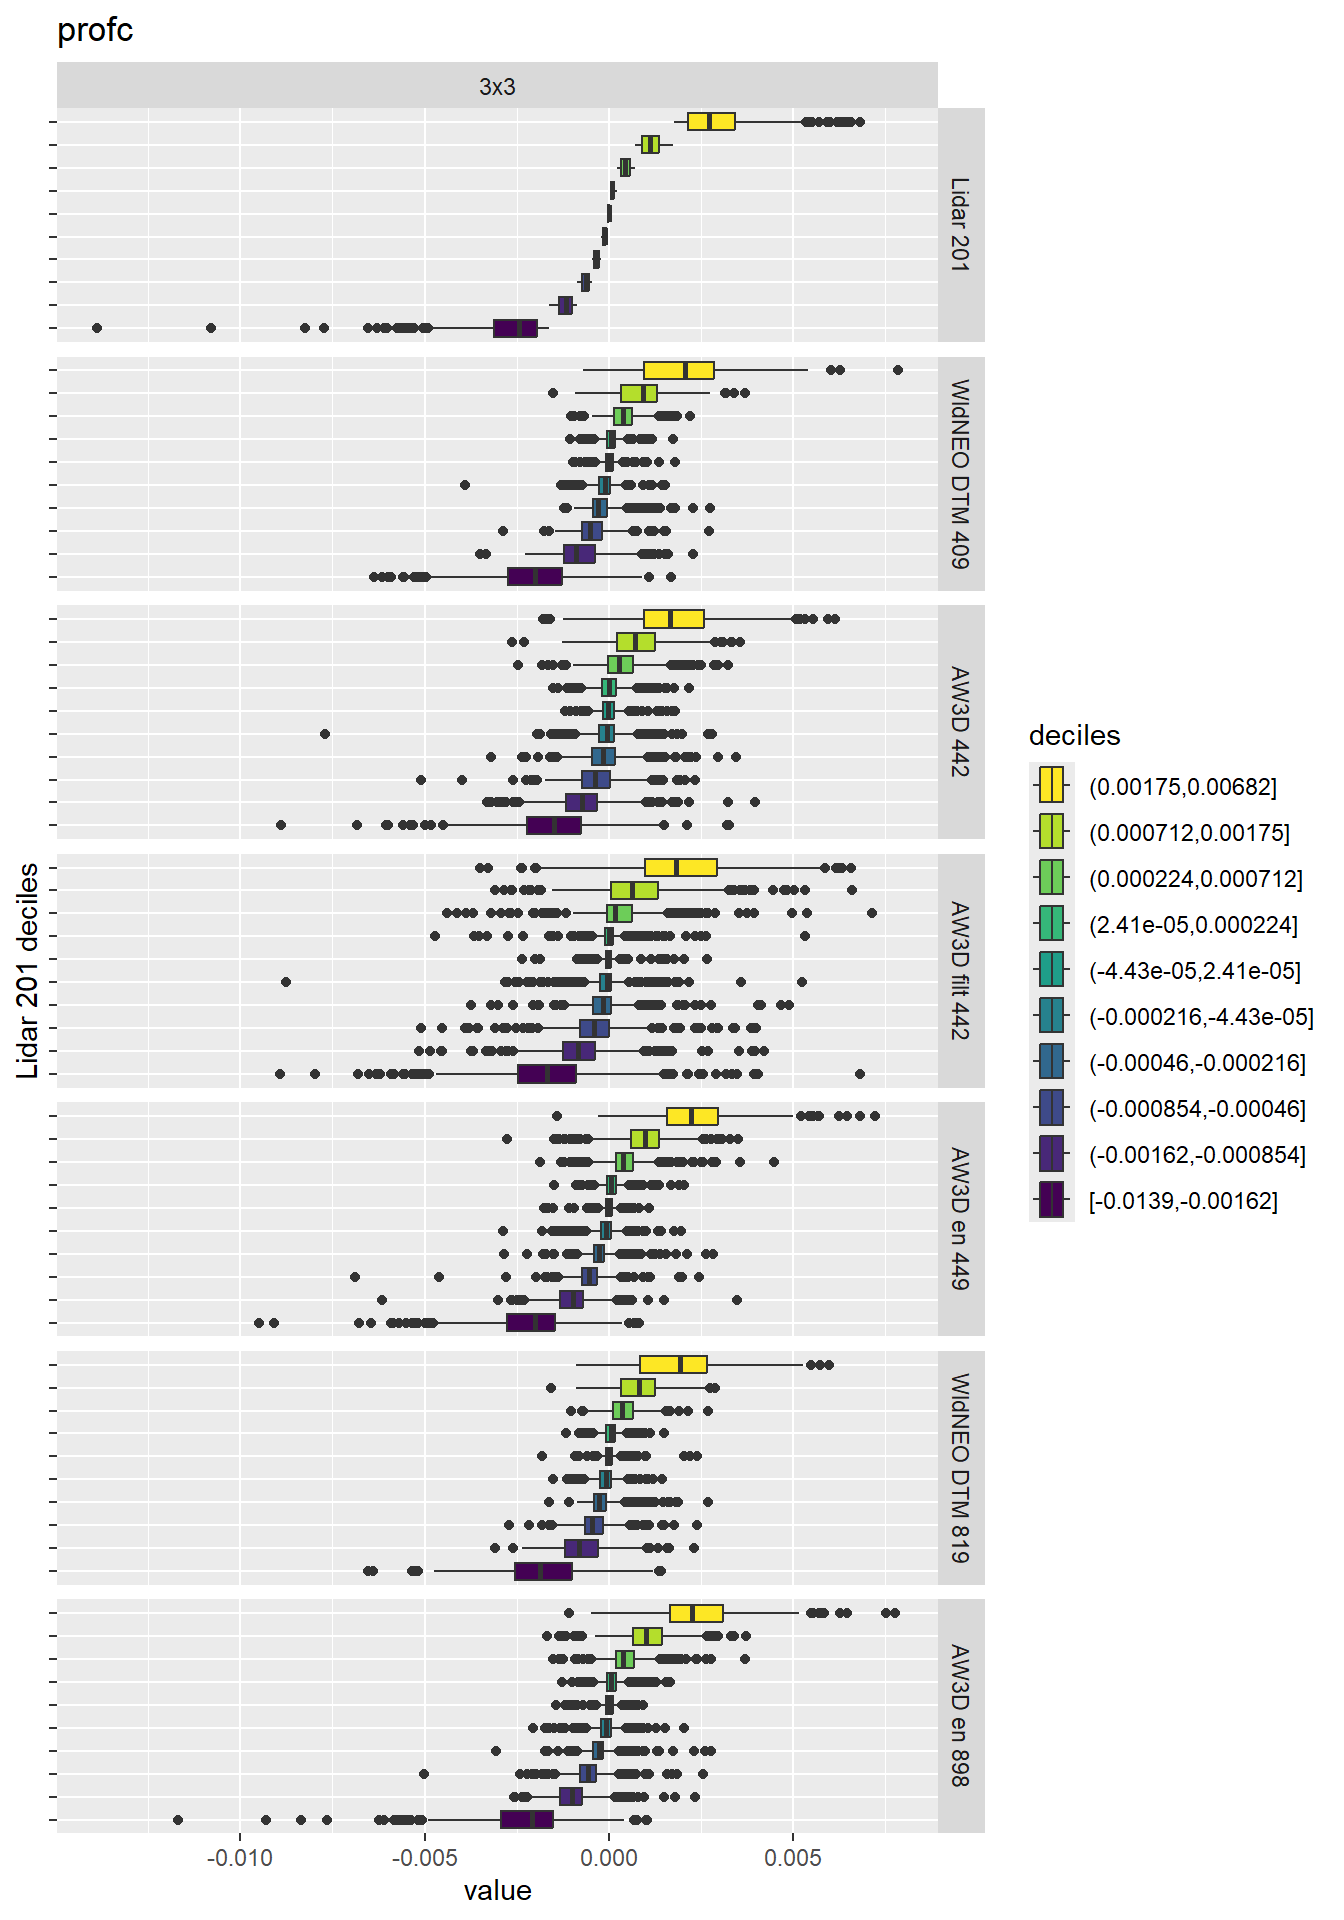 profc
3x3
Lidar 201
WldNEO DTM 409
AW3D 442
AW3D filt 442
AW3D en 449
WldNEO DTM 819
AW3D en 898
Lidar 201 deciles
-0.010
-0.005
0.000
0.005
value
deciles
(0.00175,0.00682]
(0.000712,0.00175]
(0.000224,0.000712]
(2.41e-05,0.000224]
(-4.43e-05,2.41e-05]
(-0.000216,-4.43e-05]
(-0.00046,-0.000216]
(-0.000854,-0.00046]
(-0.00162,-0.000854]
[-0.0139,-0.00162]